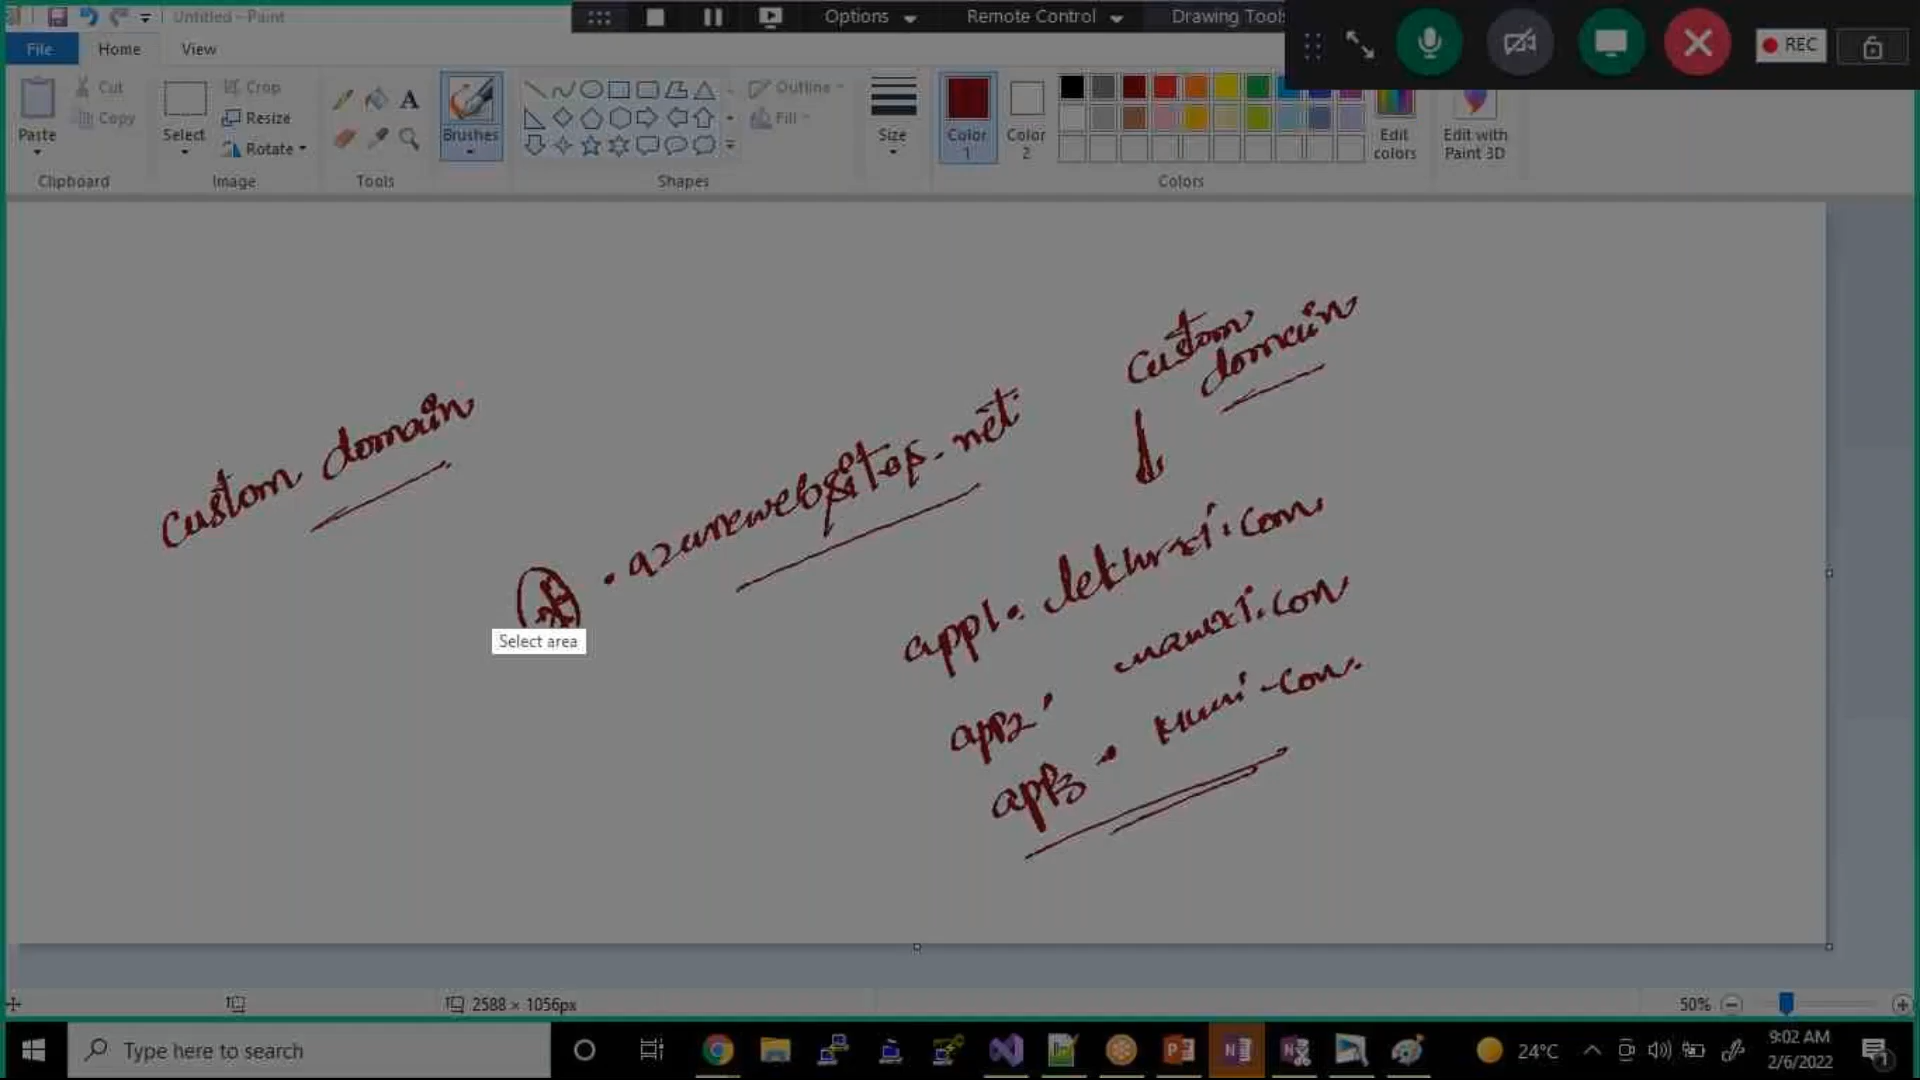 Untitled - Paint
Options
Remote Control
Drawing Tools
REC
File
Home
View
Paste
Cut
Copy
Clipboard
Select
Crop
Resize
Rotate
Image
A
Tools
Brushes
Outline
Fill
Shapes
Size
Color
1
Color
2
Colors
Edit
colors
Edit with
Paint 3D
custom domain
custom
domain
.azurewebsites.net
app1.
app2.
app3.
Select area
2588 × 1056px
50%
Type here to search
24°C
9:02 AM
2/6/2022
1